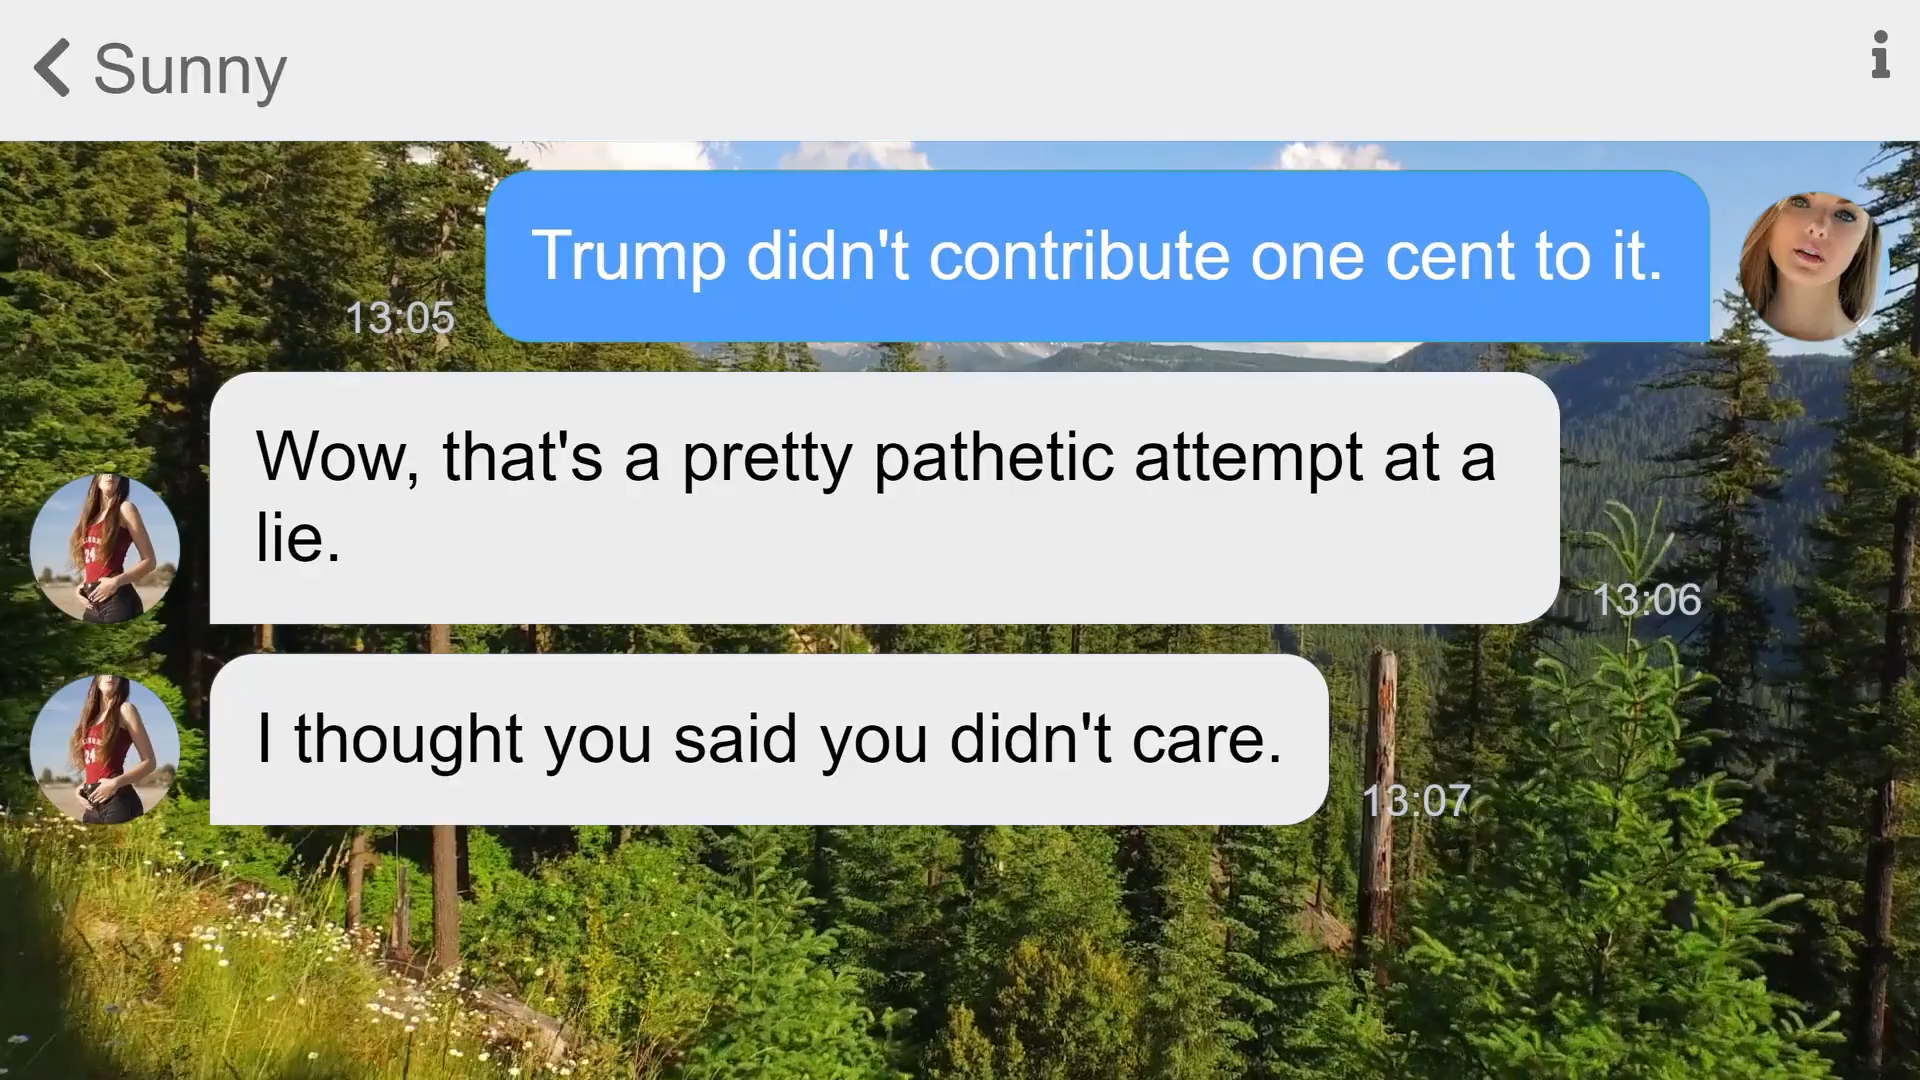 Sunny
Trump didn't contribute one cent to it.
13:05
Wow, that's a pretty pathetic attempt at a
lie.
13:06
I thought you said you didn't care.
13:07